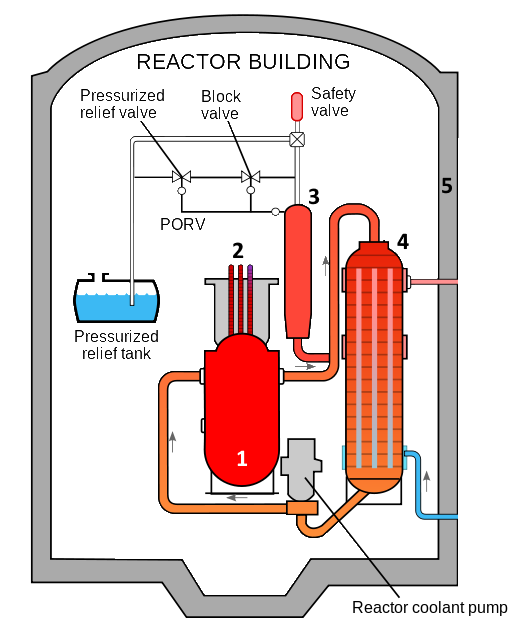 REACTOR BUILDING
Pressurized
relief valve
Block
valve
Safety
valve
5
3
PORV
2
4
Pressurized
relief tank
1
Reactor coolant pump